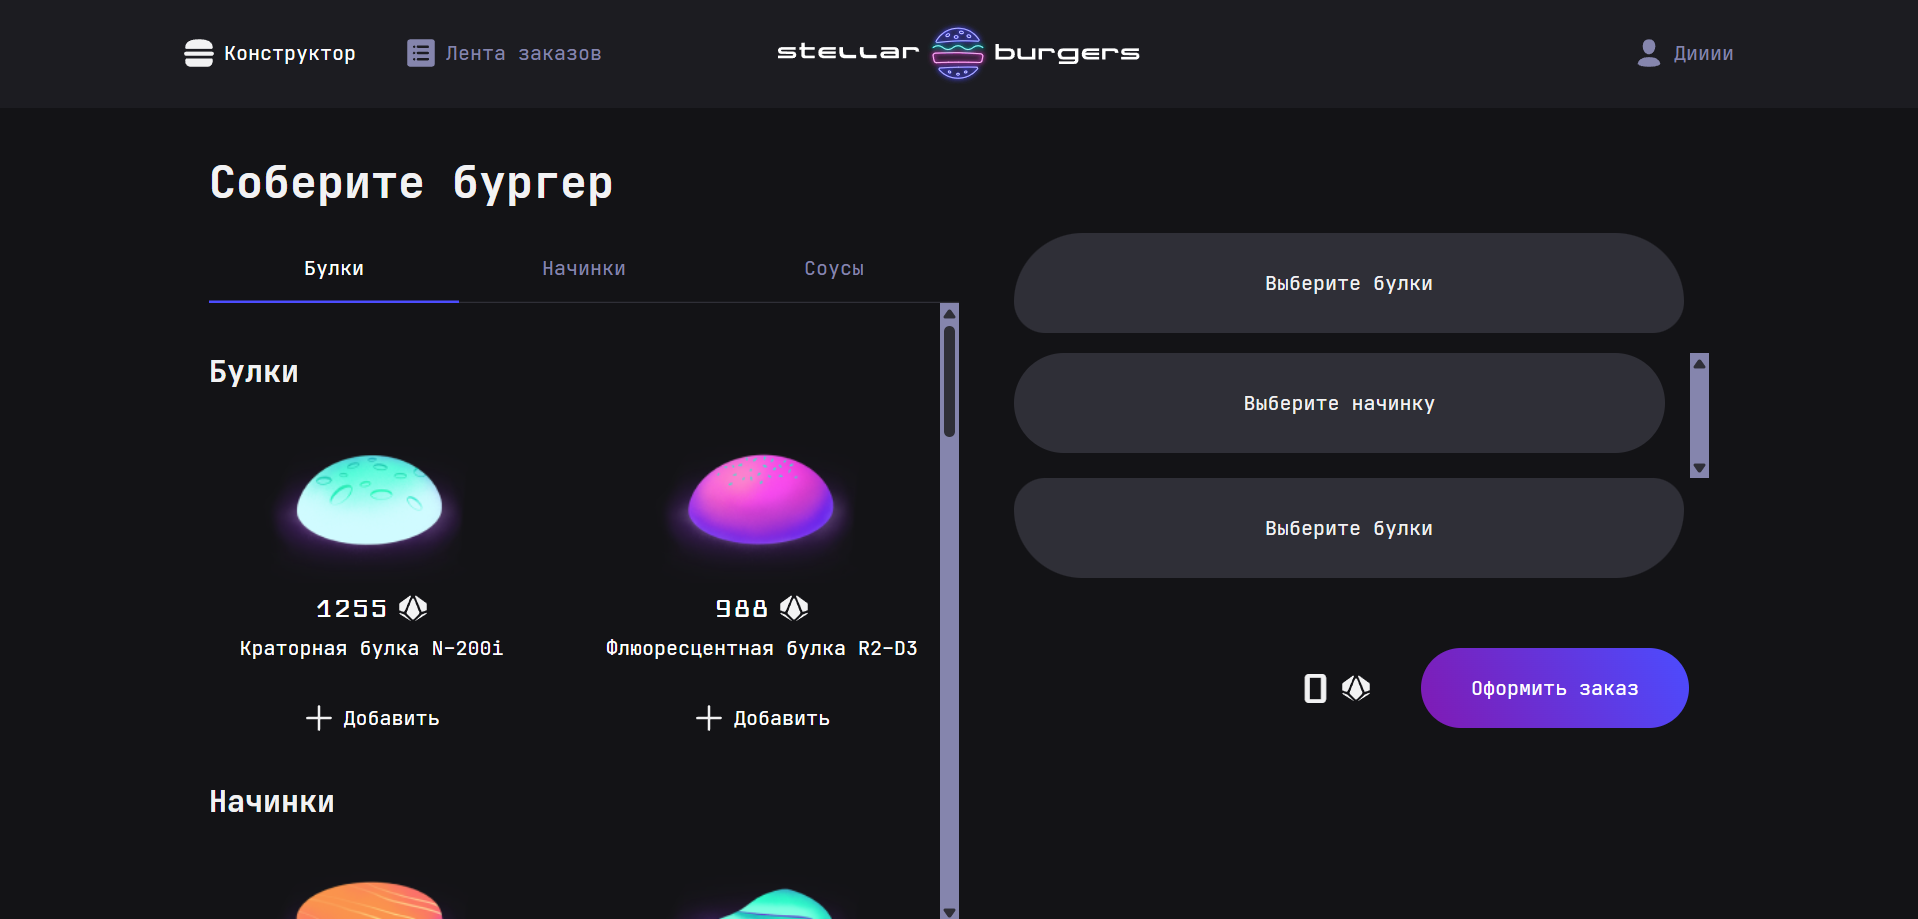 Конструктор
Лента заказов
stellar burgers
Дииии
Соберите бургер
Булки
Начинки
Соусы
Булки
1255
Краторная булка N-200i
Добавить
988
Флюоресцентная булка R2-D3
Добавить
Начинки
Выберите булки
Выберите начинку
Выберите булки
0
Оформить заказ